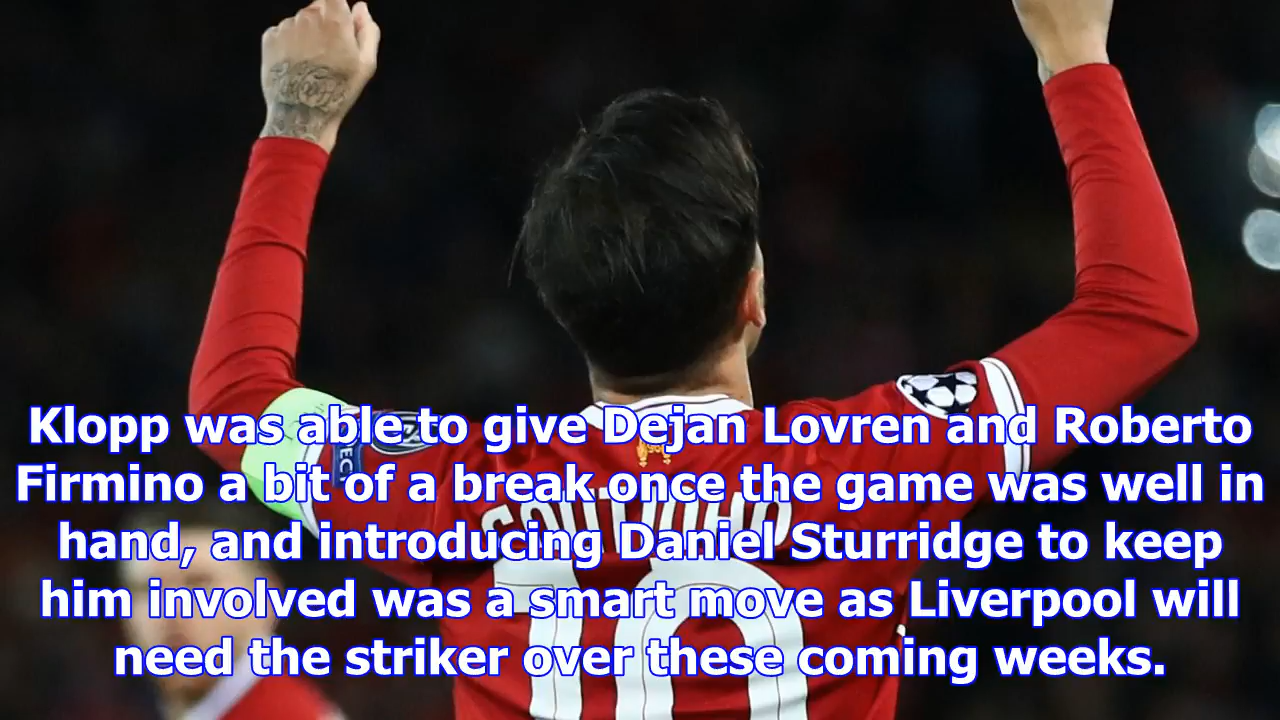 Klopp was able to give Dejan Lovren and Roberto
Firmino a bit of a break once the game was well in
hand, and introducing Daniel Sturridge to keep
him involved was a smart move as Liverpool will
need the striker over these coming weeks.
10